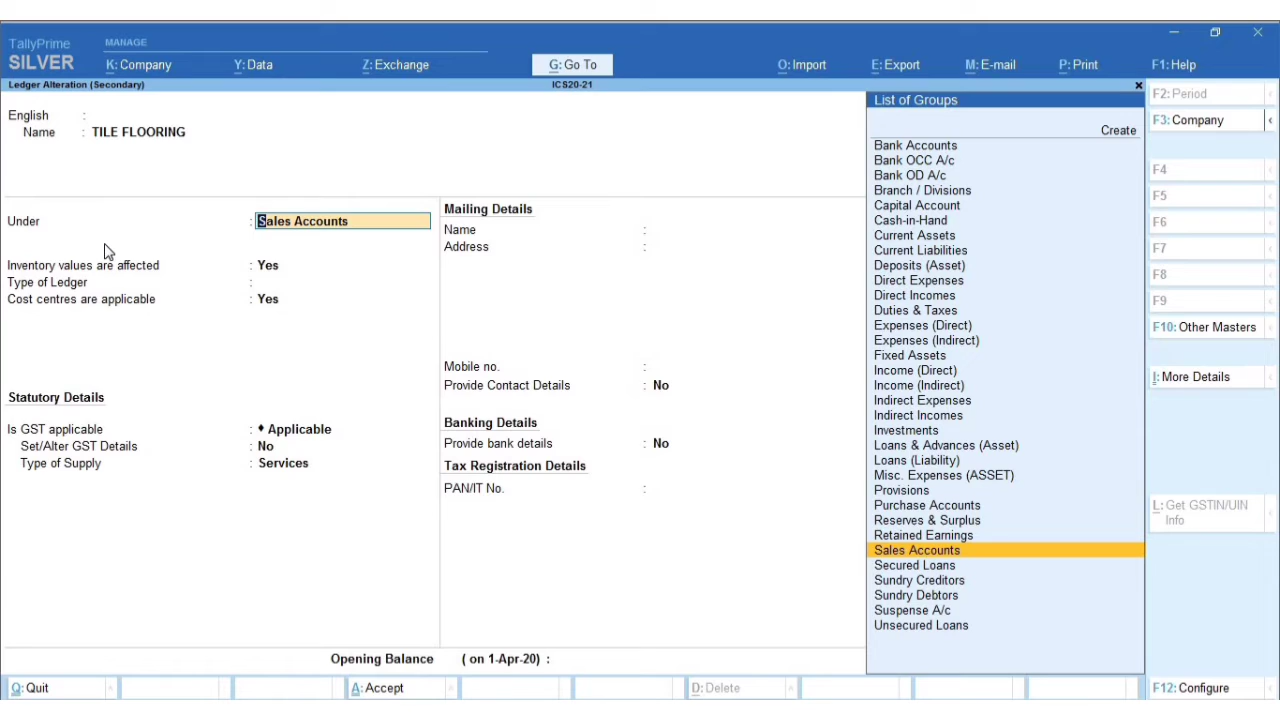 TallyPrime
SILVER
MANAGE
K: Company
Y: Data
Z: Exchange
G: Go To
O: Import
E: Export
M: E-mail
P: Print
F1: Help
Ledger Alteration (Secondary)
ICS20-21
English :
Name : TILE FLOORING
Under : Sales Accounts
Inventory values are affected : Yes
Type of Ledger :
Cost centres are applicable : Yes
Statutory Details
Is GST applicable : ♦ Applicable
Set/Alter GST Details : No
Type of Supply : Services
Mailing Details
Name :
Address :
Mobile no. :
Provide Contact Details : No
Banking Details
Provide bank details : No
Tax Registration Details
PAN/IT No. :
Opening Balance ( on 1-Apr-20) :
List of Groups
Create
Bank Accounts
Bank OCC A/c
Bank OD A/c
Branch / Divisions
Capital Account
Cash-in-Hand
Current Assets
Current Liabilities
Deposits (Asset)
Direct Expenses
Direct Incomes
Duties & Taxes
Expenses (Direct)
Expenses (Indirect)
Fixed Assets
Income (Direct)
Income (Indirect)
Indirect Expenses
Indirect Incomes
Investments
Loans & Advances (Asset)
Loans (Liability)
Misc. Expenses (ASSET)
Provisions
Purchase Accounts
Reserves & Surplus
Retained Earnings
Sales Accounts
Secured Loans
Sundry Creditors
Sundry Debtors
Suspense A/c
Unsecured Loans
F2: Period
F3: Company
F4
F5
F6
F7
F8
F9
F10: Other Masters
I: More Details
L: Get GSTIN/UIN
Info
Q: Quit
A: Accept
D: Delete
F12: Configure